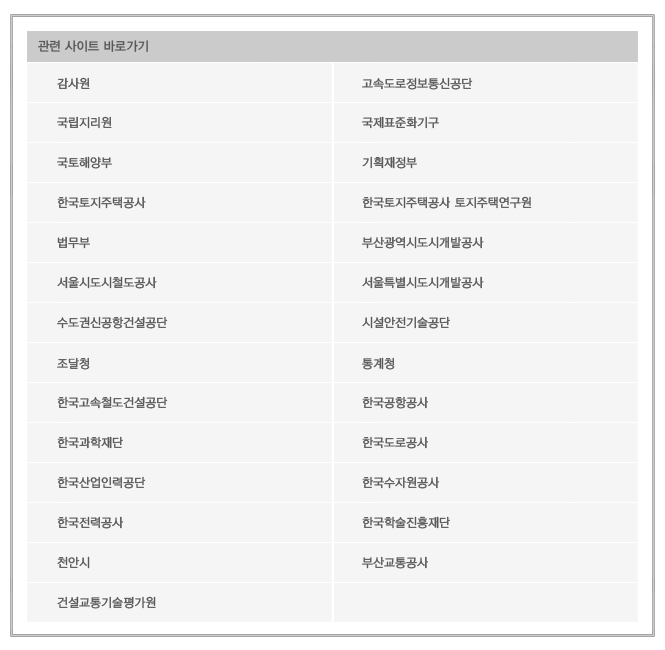 관련 사이트 바로가기
감사원 고속도로정보통신공단
국립지리원 국제표준화기구
국토해양부 기획재정부
한국토지주택공사 한국토지주택공사 토지주택연구원
법무부 부산광역시도시개발공사
서울시도시철도공사 서울특별시도시개발공사
수도권신공항건설공단 시설안전기술공단
조달청 통계청
한국고속철도건설공단 한국공항공사
한국과학재단 한국도로공사
한국산업인력공단 한국수자원공사
한국전력공사 한국학술진흥재단
천안시 부산교통공사
건설교통기술평가원